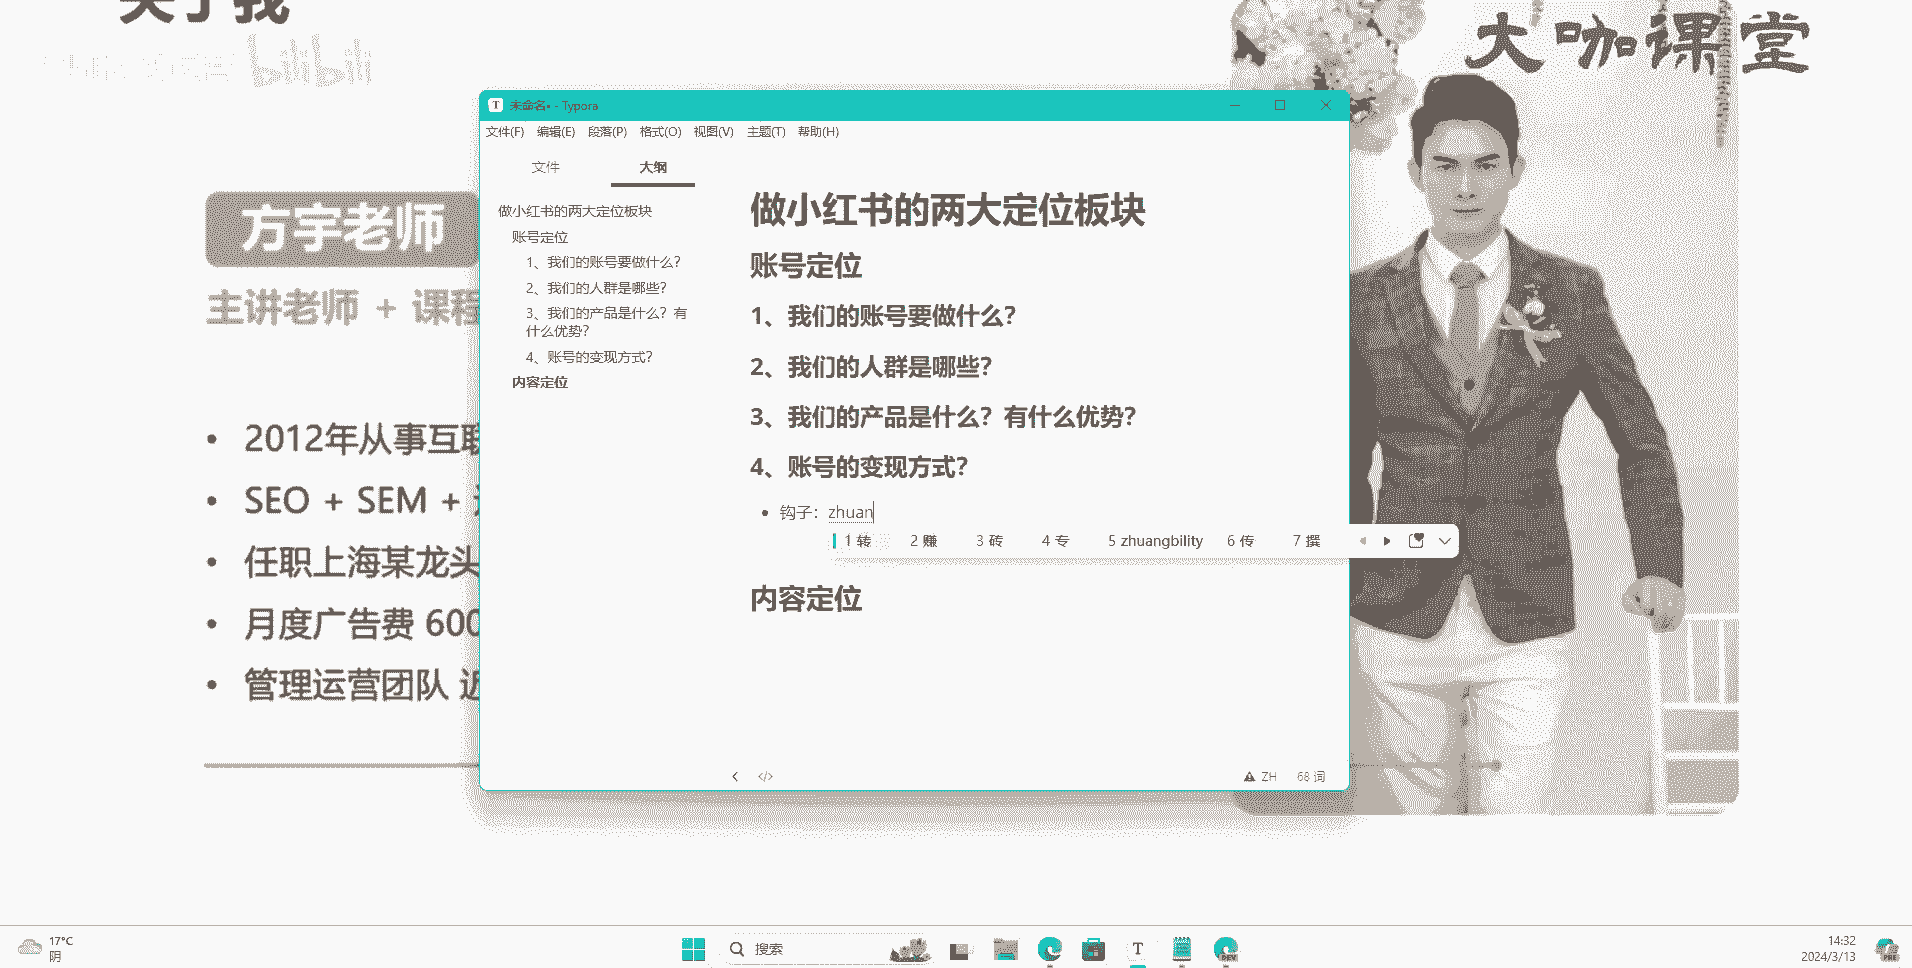 关于我
bilibili
大咖课堂
方宇老师
主讲老师 + 课程
2012年从事互联
SEO + SEM +
任职上海某龙头
月度广告费 600
管理运营团队 近
未命名• - Typora
文件(F) 编辑(E) 段落(P) 格式(O) 视图(V) 主题(T) 帮助(H)
文件 大纲
做小红书的两大定位板块
账号定位
1、我们的账号要做什么？
2、我们的人群是哪些？
3、我们的产品是什么？有
什么优势？
4、账号的变现方式？
内容定位
做小红书的两大定位板块
账号定位
1、我们的账号要做什么？
2、我们的人群是哪些？
3、我们的产品是什么？有什么优势？
4、账号的变现方式？
钩子：zhuan
1 转 2 赚 3 砖 4 专 5 zhuangbility 6 传 7 撰
内容定位
ZH 68 词
17°C
阴
搜索
DEV
14:32
2024/3/13
PRE